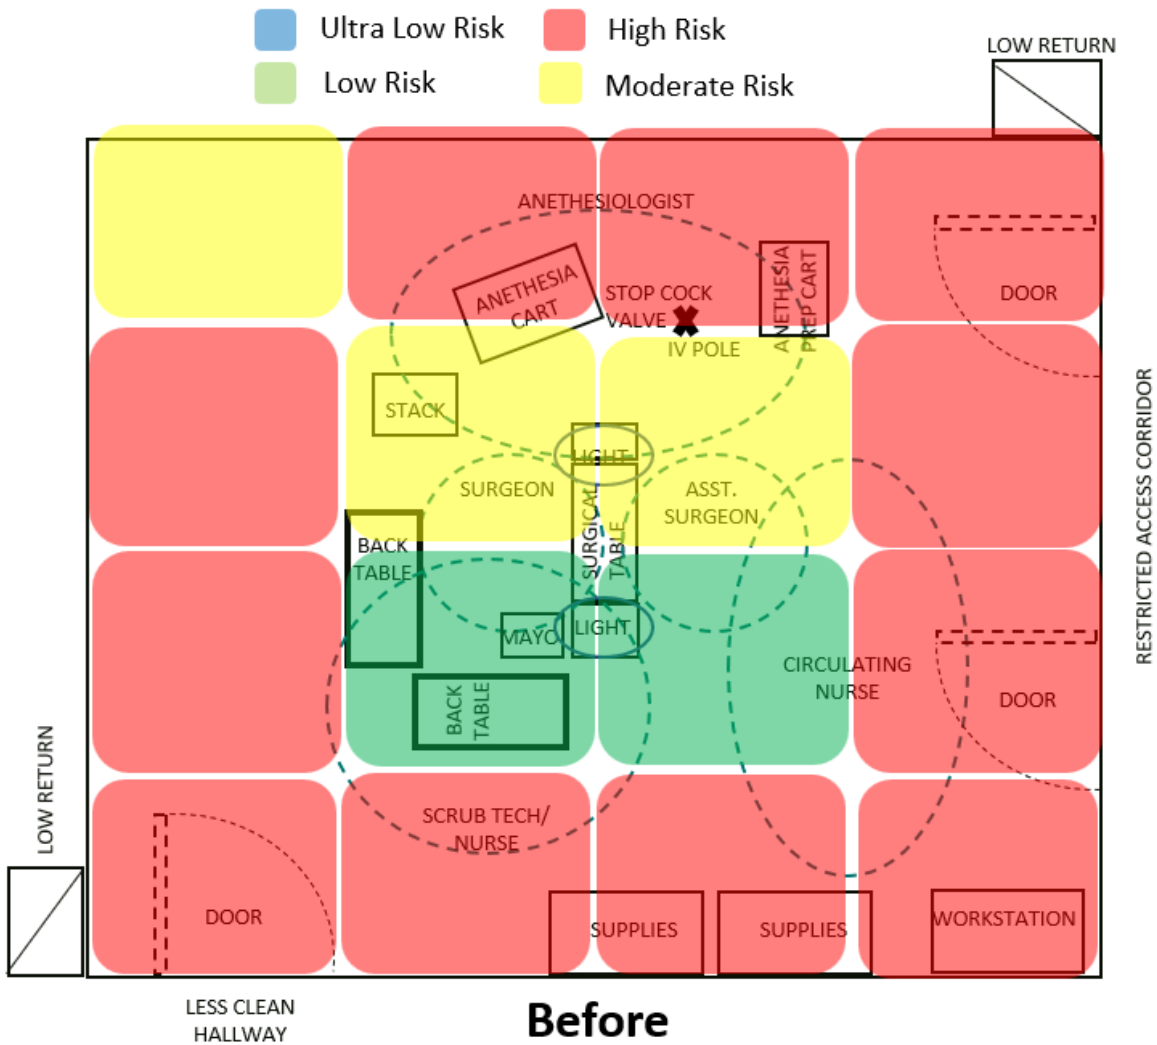 Ultra Low Risk
High Risk
Low Risk
Moderate Risk
LOW RETURN
ANETHESIOLOGIST
ANETHESIA
CART
STOP COCK
VALVE
IV POLE
ANETHESIA
PREP CART
DOOR
STACK
LIGHT
SURGEON
ASST.
SURGEON
SURGICAL
TABLE
BACK
TABLE
MAYO
LIGHT
BACK
TABLE
CIRCULATING
NURSE
DOOR
RESTRICTED ACCESS CORRIDOR
LOW RETURN
SCRUB TECH/
NURSE
DOOR
SUPPLIES
SUPPLIES
WORKSTATION
LESS CLEAN
HALLWAY
Before